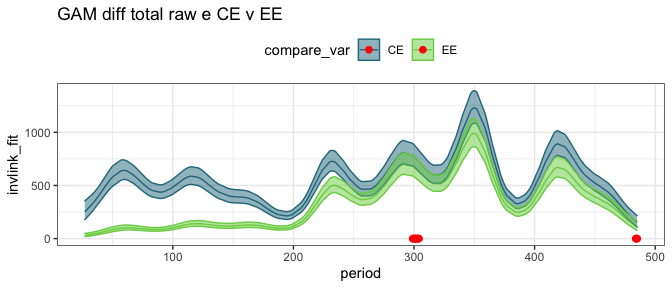 GAM diff total raw e CE v EE
compare_var CE EE
invlink_fit
1000
500
0
100 200 300 400 500
period